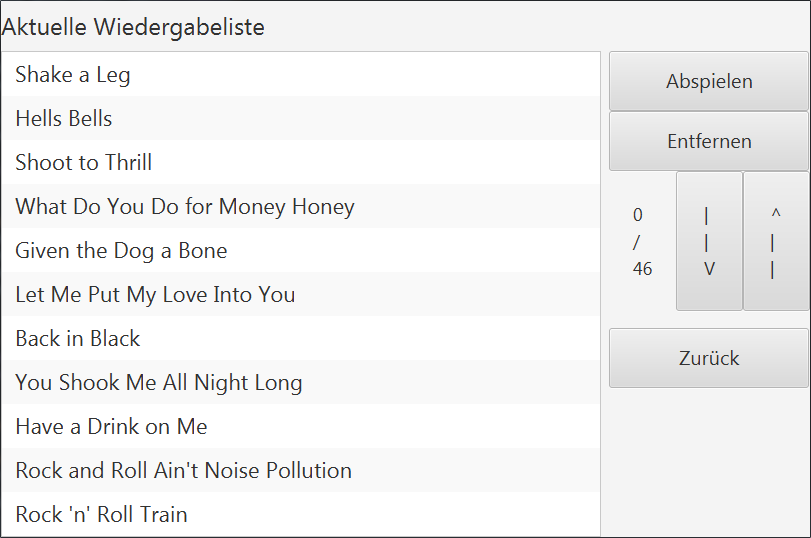 Aktuelle Wiedergabeliste
Shake a Leg
Hells Bells
Shoot to Thrill
What Do You Do for Money Honey
Given the Dog a Bone
Let Me Put My Love Into You
Back in Black
You Shook Me All Night Long
Have a Drink on Me
Rock and Roll Ain't Noise Pollution
Rock 'n' Roll Train
Abspielen
Entfernen
0
/
46
|
|
V
^
|
|
Zurück